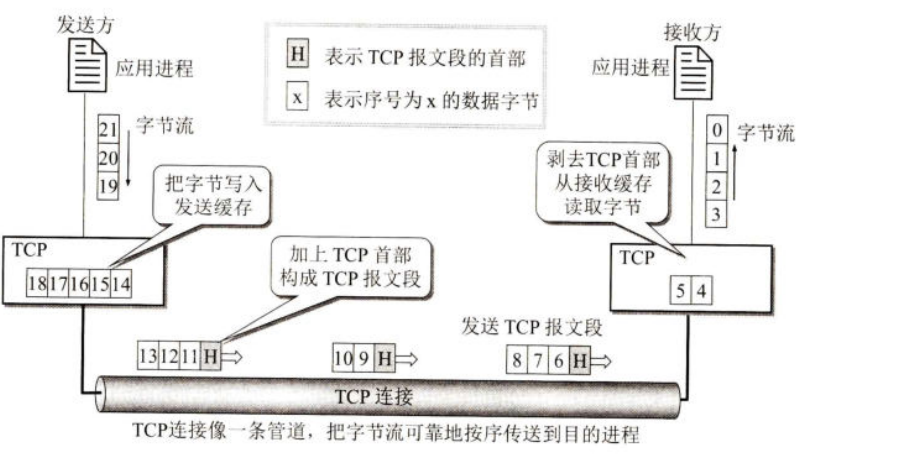 发送方
应用进程
H 表示 TCP 报文段的首部
x 表示序号为 x 的数据字节
接收方
应用进程
21
20
19
字节流
把字节写入
发送缓存
剥去TCP首部
从接收缓存
读取字节
0
1
2
3
字节流
TCP
18 17 16 15 14
加上 TCP 首部
构成 TCP 报文段
TCP
5 4
发送 TCP 报文段
13 12 11 H
10 9 H
8 7 6 H
TCP 连接
TCP连接像一条管道，把字节流可靠地按序传送到目的进程